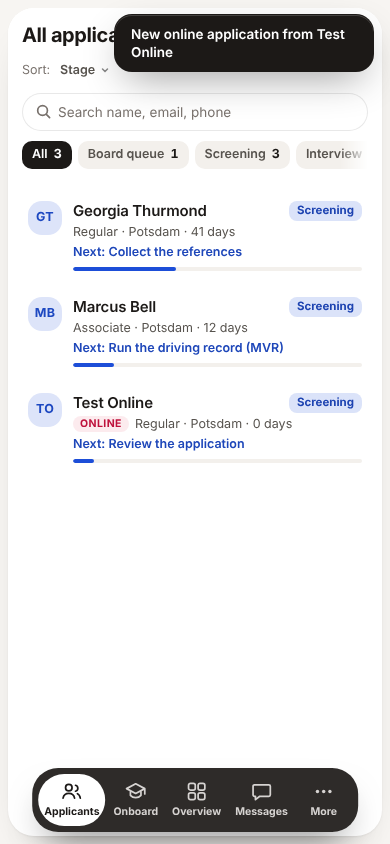 All applica
New online application from Test
Online
Sort: Stage
Search name, email, phone
All 3 Board queue 1 Screening 3 Interview
GT Georgia Thurmond Screening
Regular · Potsdam · 41 days
Next: Collect the references
MB Marcus Bell Screening
Associate · Potsdam · 12 days
Next: Run the driving record (MVR)
TO Test Online Screening
ONLINE Regular · Potsdam · 0 days
Next: Review the application
Applicants Onboard Overview Messages More